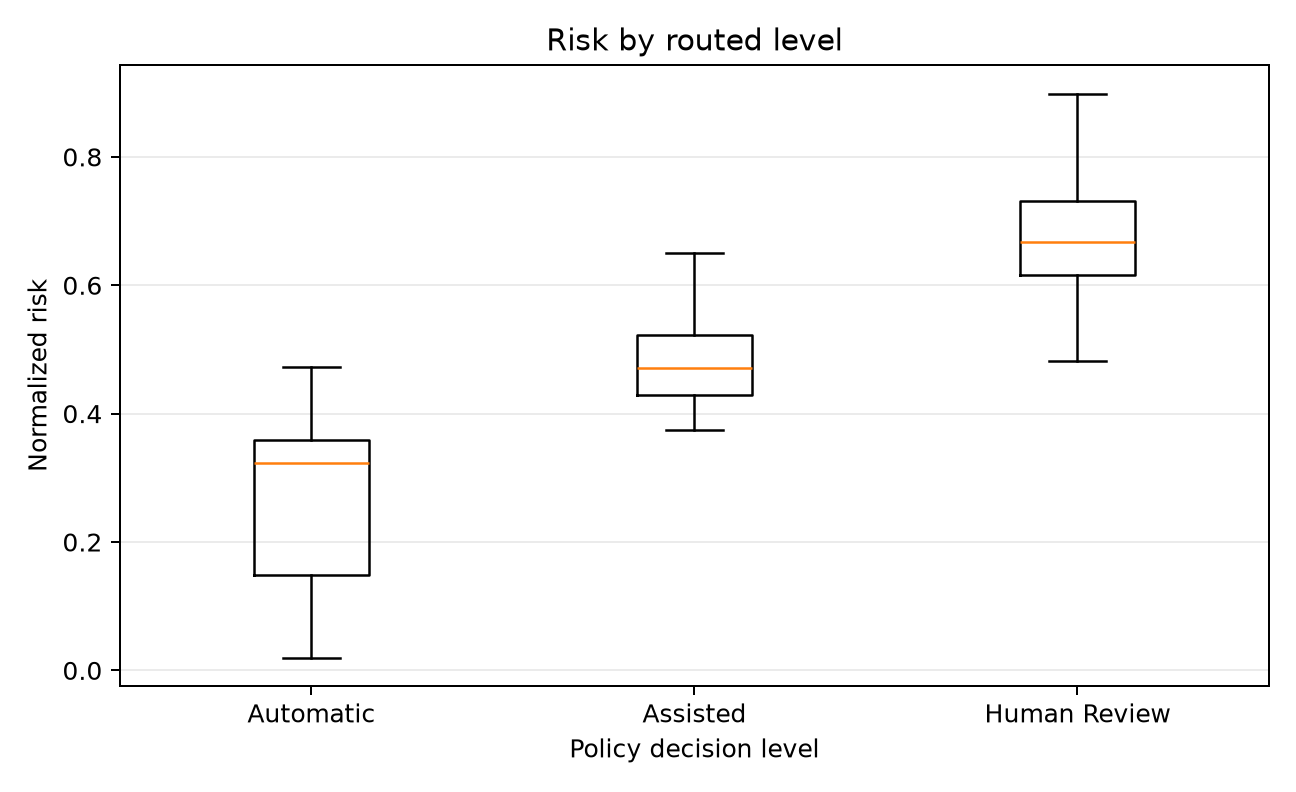 Risk by routed level
Normalized risk
0.8
0.6
0.4
0.2
0.0
Automatic
Assisted
Human Review
Policy decision level